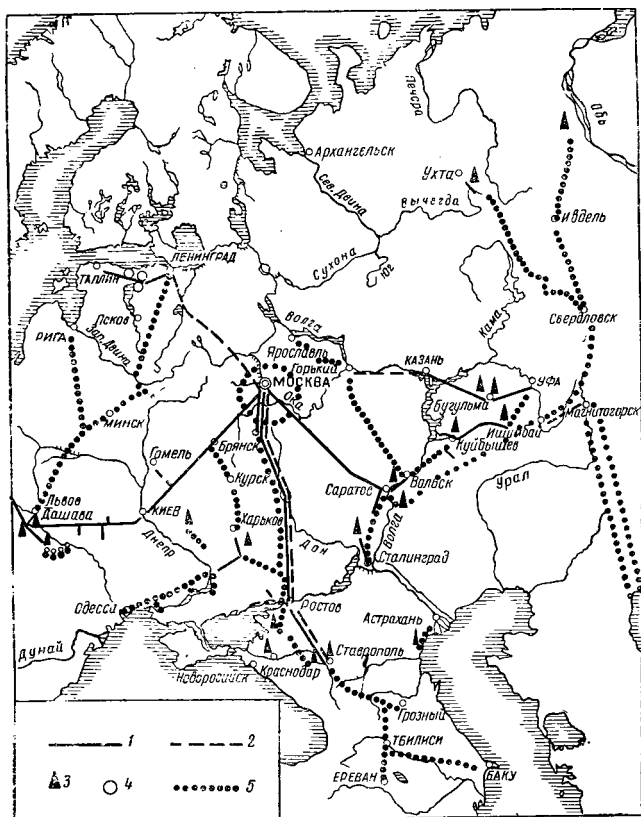 Печора
Обь
Архангельск
Ухта
Сев. Двина
Вычегда
Ивдель
Сухона
Юг
ЛЕНИНГРАД
ТАЛЛИН
Кама
Свердловск
Псков
Волга
РИГА
Зап. Двина
Ярославль
Горький
КАЗАНЬ
УФА
МОСКВА
Ока
Бугульма
Магнитогорск
МИНСК
Ишимбай
Куйбышев
Брянск
Гомель
Курск
Саратов
Вольск
Урал
Львов
Дашава
КИЕВ
Харьков
Волга
Днепр
Дон
Сталинград
Одесса
Ростов
Астрахань
Дунай
Ставрополь
Новороссийск
Краснодар
Грозный
ТБИЛИСИ
ЕРЕВАН
БАКУ
1 2
3 4 5